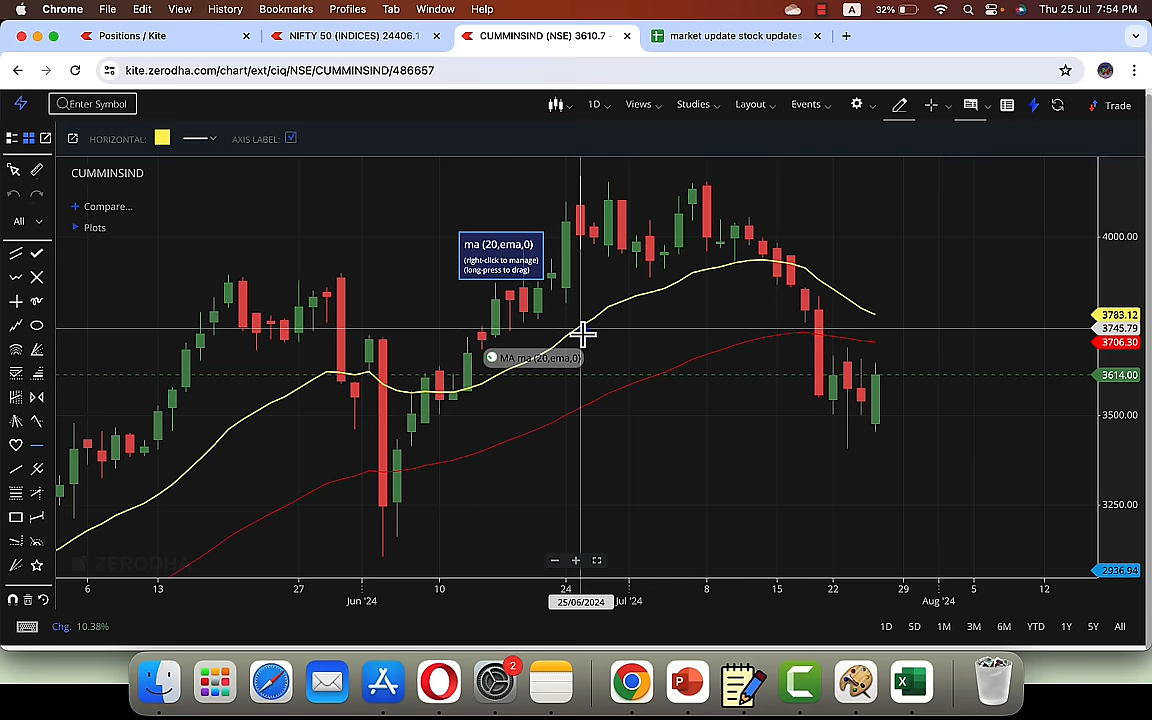 Chrome File Edit View History Bookmarks Profiles Tab Window Help A 32% Thu 25 Jul 7:54 PM
Positions / Kite NIFTY 50 (INDICES) 24406.1 CUMMINSIND (NSE) 3610.7 - market update stock updates
kite.zerodha.com/chart/ext/ciq/NSE/CUMMINSIND/486657
Enter Symbol 1D Views Studies Layout Events Trade
HORIZONTAL: AXIS LABEL:
CUMMINSIND
Compare...
Plots
All
ma (20,ema,0)
(right-click to manage)
(long-press to drag)
MA ma (20,ema,0)
4000.00
3783.12
3745.79
3706.30
3614.00
3500.00
3250.00
2936.94
ZERODHA
6 13 27 10 24 8 15 22 29 5 12
Jun '24 25/06/2024 Jul '24 Aug '24
Chg. 10.38% 1D 5D 1M 3M 6M YTD 1Y 5Y All
2